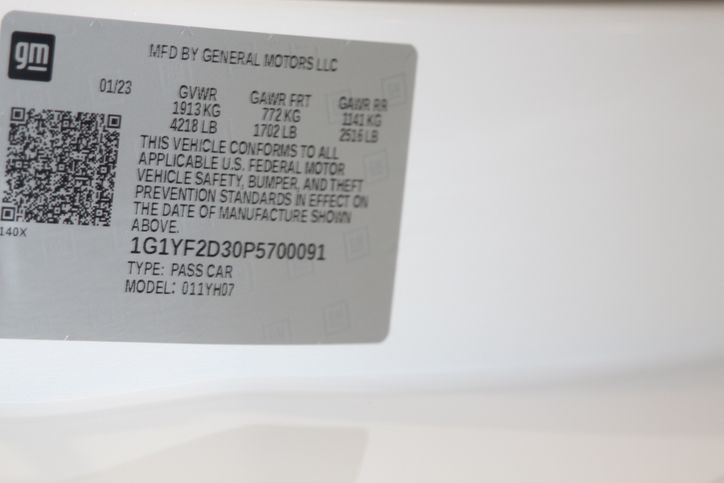 gm
MFD BY GENERAL MOTORS LLC
01/23 GVWR GAWR FRT GAWR RR
1913 KG 772 KG 1141 KG
4218 LB 1702 LB 2516 LB
THIS VEHICLE CONFORMS TO ALL
APPLICABLE U.S. FEDERAL MOTOR
VEHICLE SAFETY, BUMPER, AND THEFT
PREVENTION STANDARDS IN EFFECT ON
THE DATE OF MANUFACTURE SHOWN
ABOVE.
140X
1G1YF2D30P5700091
TYPE: PASS CAR
MODEL: 011YH07